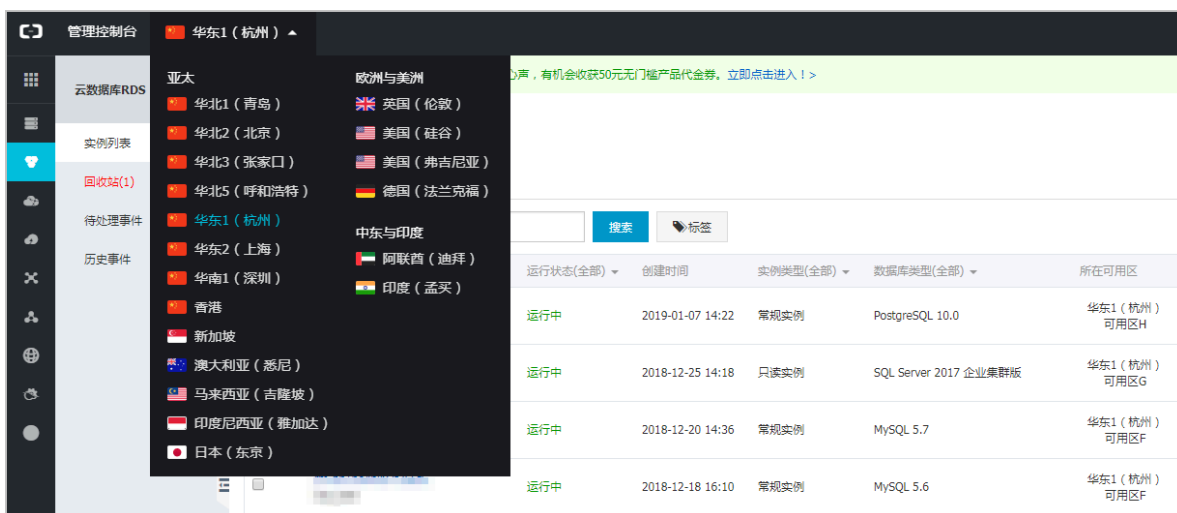 管理控制台
华东1 ( 杭州 )
亚太
华北1 ( 青岛 )
华北2 ( 北京 )
华北3 ( 张家口 )
华北5 ( 呼和浩特 )
华东1 ( 杭州 )
华东2 ( 上海 )
华南1 ( 深圳 )
香港
新加坡
澳大利亚 ( 悉尼 )
马来西亚 ( 吉隆坡 )
印度尼西亚 ( 雅加达 )
日本 ( 东京 )
欧洲与美洲
英国 ( 伦敦 )
美国 ( 硅谷 )
美国 ( 弗吉尼亚 )
德国 ( 法兰克福 )
中东与印度
阿联酋 ( 迪拜 )
印度 ( 孟买 )
云数据库RDS
实例列表
回收站(1)
待处理事件
历史事件
声，有机会收获50元无门槛产品代金券。立即点击进入！>
搜索
标签
运行状态(全部) 创建时间 实例类型(全部) 数据库类型(全部) 所在可用区
运行中 2019-01-07 14:22 常规实例 PostgreSQL 10.0 华东1 ( 杭州 )
可用区H
运行中 2018-12-25 14:18 只读实例 SQL Server 2017 企业集群版 华东1 ( 杭州 )
可用区G
运行中 2018-12-20 14:36 常规实例 MySQL 5.7 华东1 ( 杭州 )
可用区F
运行中 2018-12-18 16:10 常规实例 MySQL 5.6 华东1 ( 杭州 )
可用区F